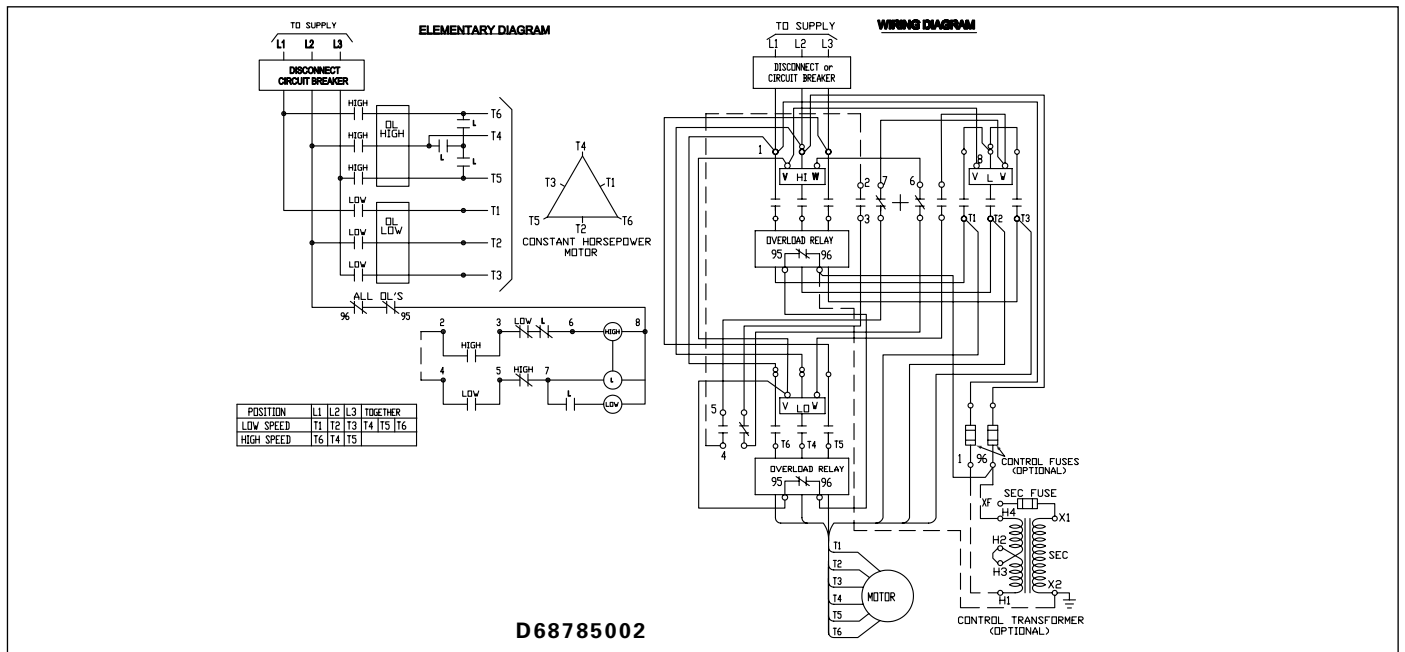 ELEMENTARY DIAGRAM
TO SUPPLY
L1 L2 L3
DISCONNECT
CIRCUIT BREAKER
HIGH
HIGH
HIGH
OL
HIGH
LOW
LOW
LOW
OL
LOW
L
L
L
T6
T4
T5
T1
T2
T3
T4
T3 T1
T5 T2 T6
CONSTANT HORSEPOWER
MOTOR
ALL OL'S
96 95
2 3 LOW L 6 HIGH 8
HIGH
4 5 HIGH 7 L
LOW L LOW
POSITION L1 L2 L3 TOGETHER
LOW SPEED T1 T2 T3 T4 T5 T6
HIGH SPEED T6 T4 T5
WIRING DIAGRAM
TO SUPPLY
L1 L2 L3
DISCONNECT or
CIRCUIT BREAKER
1
V HI W
2 7 6
3
8
V L W
T1 T2 T3
OVERLOAD RELAY
95 96
V LO W
5
4
T6 T4 T5
OVERLOAD RELAY
95 96
1 96
CONTROL FUSES
(OPTIONAL)
SEC FUSE
XF
H4 X1
H2
H3
SEC
H1 X2
CONTROL TRANSFORMER
(OPTIONAL)
T1
T2
T3
T4
T5
T6
MOTOR
D68785002